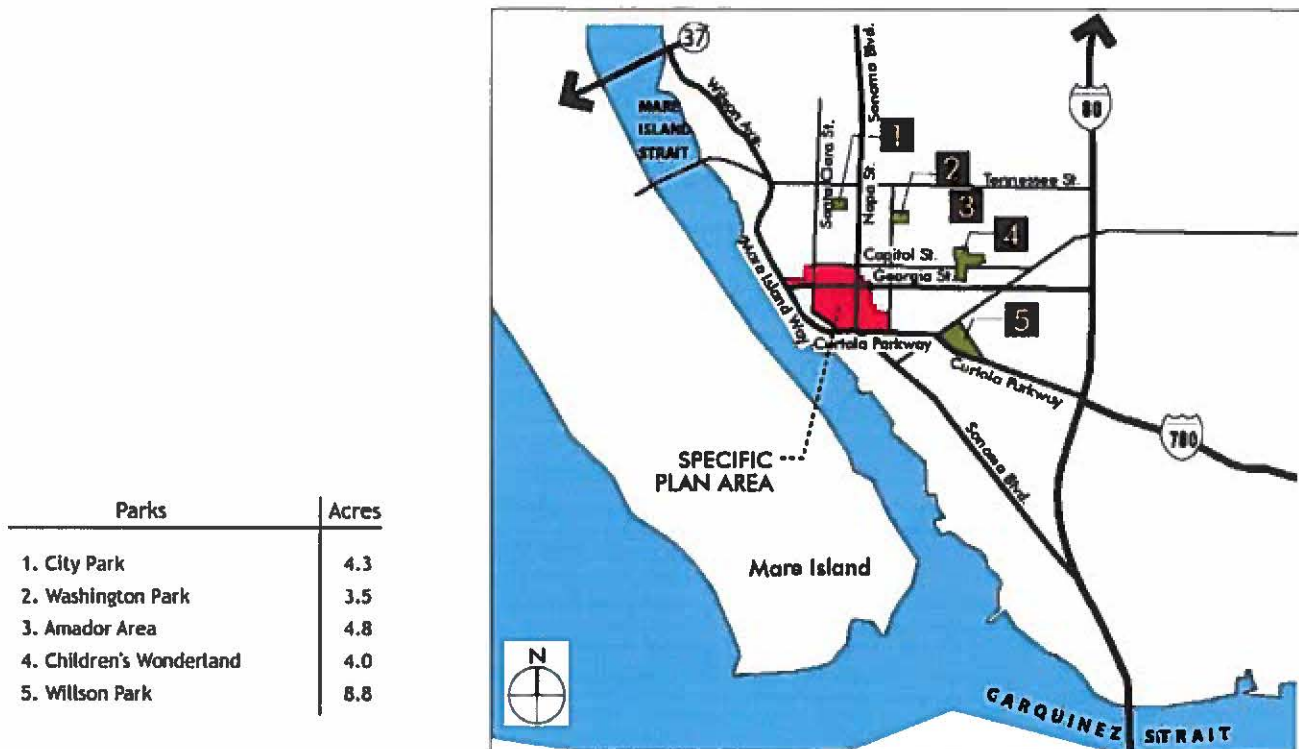 Parks Acres
1. City Park 4.3
2. Washington Park 3.5
3. Amador Area 4.8
4. Children's Wonderland 4.0
5. Willson Park 8.8
37
MARE
ISLAND
STRAIT
Wilson Ave.
Santa Clara St.
Sonoma Blvd.
Napa St.
80
1
2
Tennessee St.
3
4
Capitol St.
Georgia St.
Mare Island Way
5
Curtola Parkway
Curtola Parkway
780
Sonoma Blvd.
SPECIFIC
PLAN AREA
Mare Island
N
GARQUINEZ STRAIT